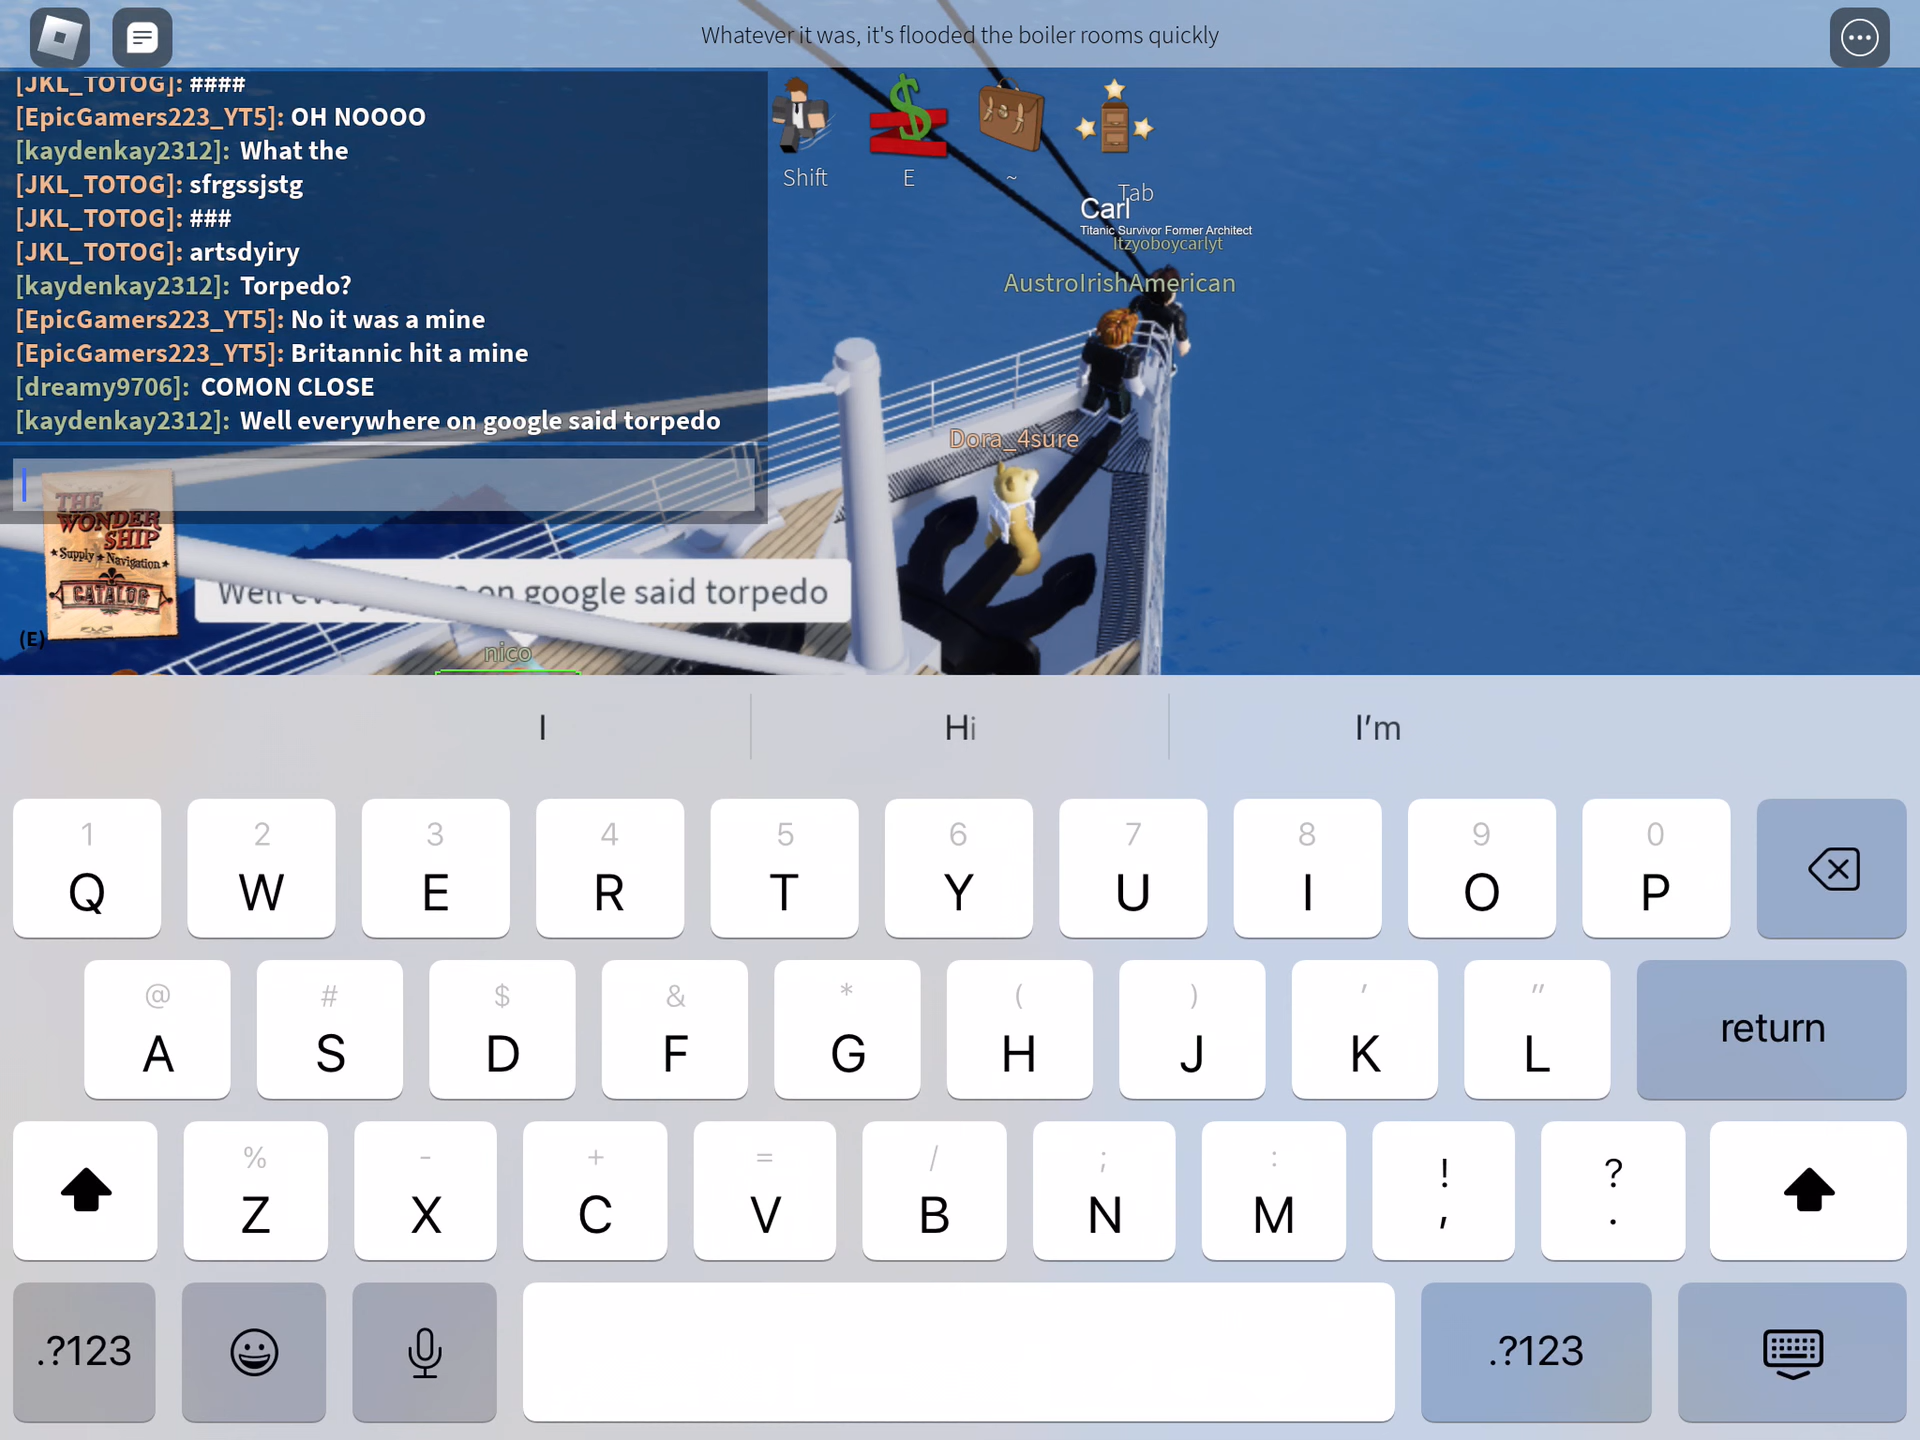 Whatever it was, it's flooded the boiler rooms quickly
[JKL_TOTOG]: ####
[EpicGamers223_YT5]: OH NOOOO
[kaydenkay2312]: What the
[JKL_TOTOG]: sfrgssjstg
[JKL_TOTOG]: ###
[JKL_TOTOG]: artsdyiry
[kaydenkay2312]: Torpedo?
[EpicGamers223_YT5]: No it was a mine
[EpicGamers223_YT5]: Britannic hit a mine
[dreamy9706]: COMON CLOSE
[kaydenkay2312]: Well everywhere on google said torpedo
Shift E ~ Tab
Carl
Titanic Survivor Former Architect
Itzyoboycarlyt
AustroIrishAmerican
Dora_4sure
THE
WONDER
SHIP
Supply Navigation
CATALOG
(E)
Well everywhere on google said torpedo
nico
I Hi I'm
1 2 3 4 5 6 7 8 9 0
Q W E R T Y U I O P
@ # $ & * ( ) ' "
A S D F G H J K L return
% - + = / ; : ! ?
Z X C V B N M , .
.?123 .?123